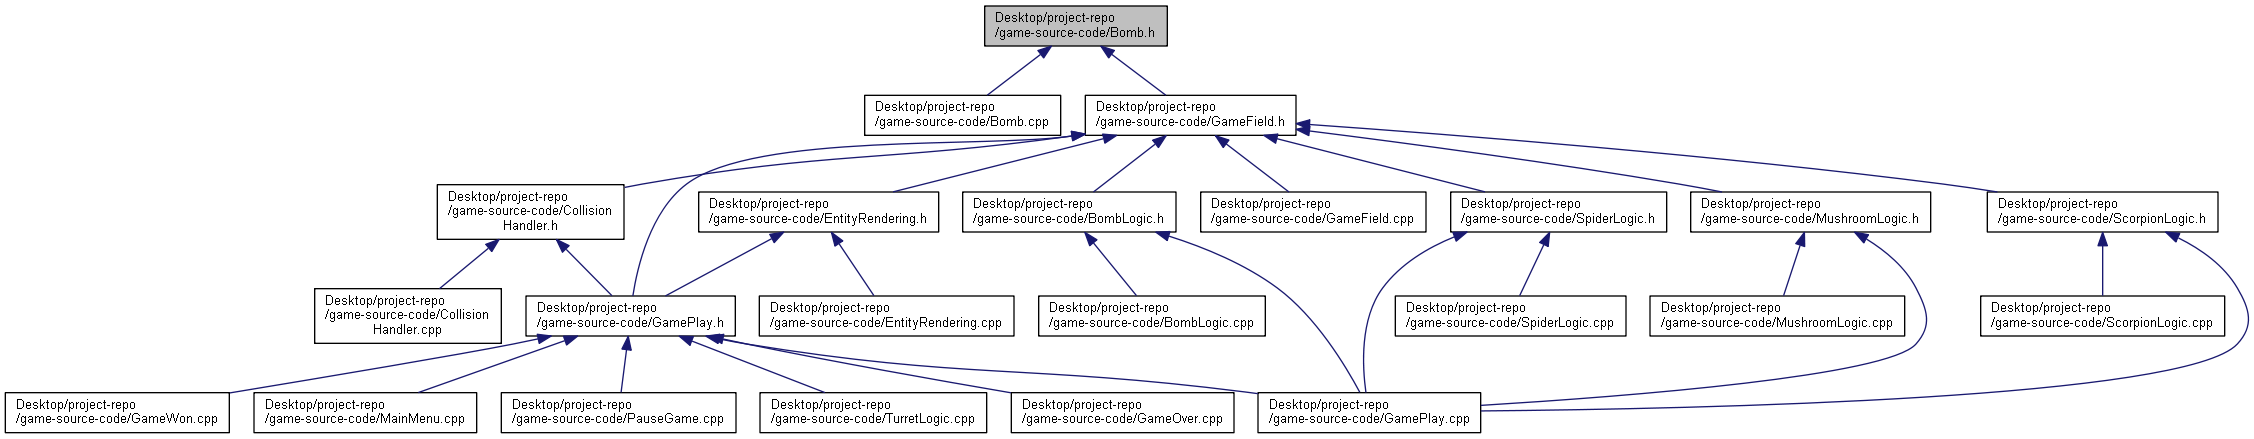 Desktop/project-repo
/game-source-code/Bomb.h
Desktop/project-repo
/game-source-code/Bomb.cpp
Desktop/project-repo
/game-source-code/GameField.h
Desktop/project-repo
/game-source-code/Collision
Handler.h
Desktop/project-repo
/game-source-code/EntityRendering.h
Desktop/project-repo
/game-source-code/BombLogic.h
Desktop/project-repo
/game-source-code/GameField.cpp
Desktop/project-repo
/game-source-code/SpiderLogic.h
Desktop/project-repo
/game-source-code/MushroomLogic.h
Desktop/project-repo
/game-source-code/ScorpionLogic.h
Desktop/project-repo
/game-source-code/Collision
Handler.cpp
Desktop/project-repo
/game-source-code/GamePlay.h
Desktop/project-repo
/game-source-code/EntityRendering.cpp
Desktop/project-repo
/game-source-code/BombLogic.cpp
Desktop/project-repo
/game-source-code/SpiderLogic.cpp
Desktop/project-repo
/game-source-code/MushroomLogic.cpp
Desktop/project-repo
/game-source-code/ScorpionLogic.cpp
Desktop/project-repo
/game-source-code/GameWon.cpp
Desktop/project-repo
/game-source-code/MainMenu.cpp
Desktop/project-repo
/game-source-code/PauseGame.cpp
Desktop/project-repo
/game-source-code/TurretLogic.cpp
Desktop/project-repo
/game-source-code/GameOver.cpp
Desktop/project-repo
/game-source-code/GamePlay.cpp